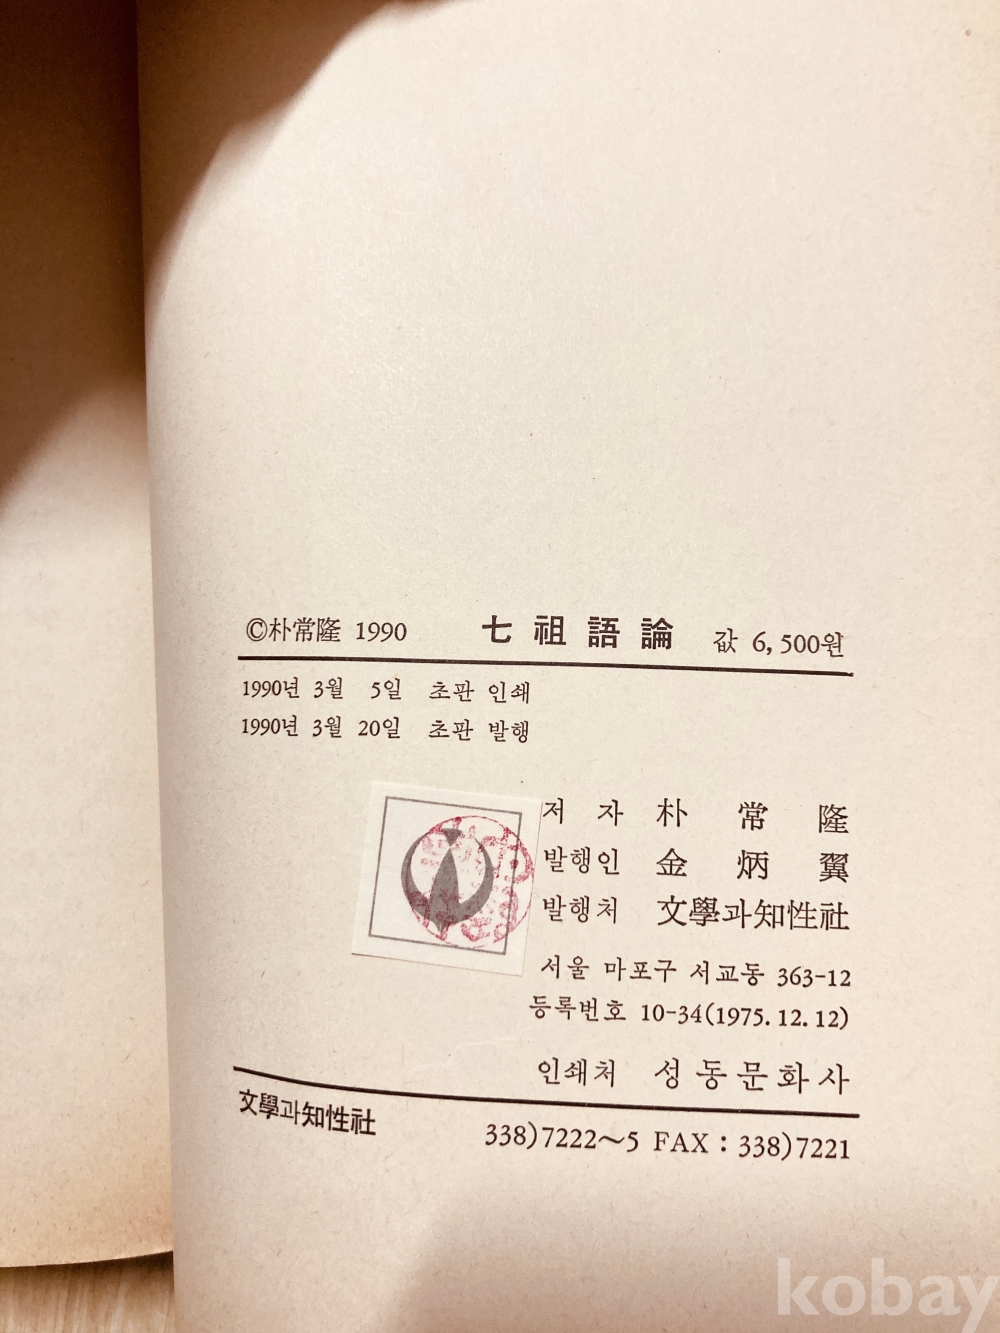 ©朴常隆 1990 七祖語論 값 6,500원
1990년 3월 5일 초판 인쇄
1990년 3월 20일 초판 발행
저 자 朴 常 隆
발행인 金 炳 翼
발행처 文學과知性社
서울 마포구 서교동 363-12
등록번호 10-34(1975.12.12)
인쇄처 성동문화사
文學과知性社
338)7222～5 FAX : 338)7221
kobay